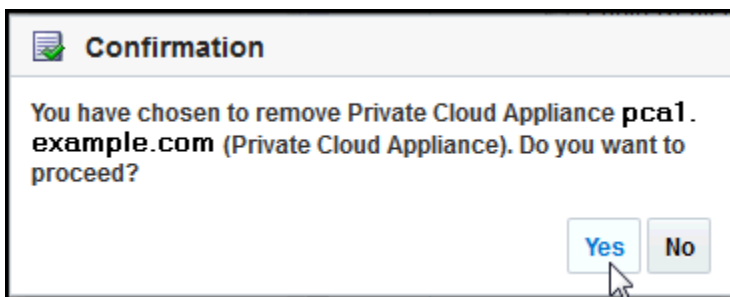 Confirmation
You have chosen to remove Private Cloud Appliance pca1.
example.com (Private Cloud Appliance). Do you want to
proceed?
Yes No